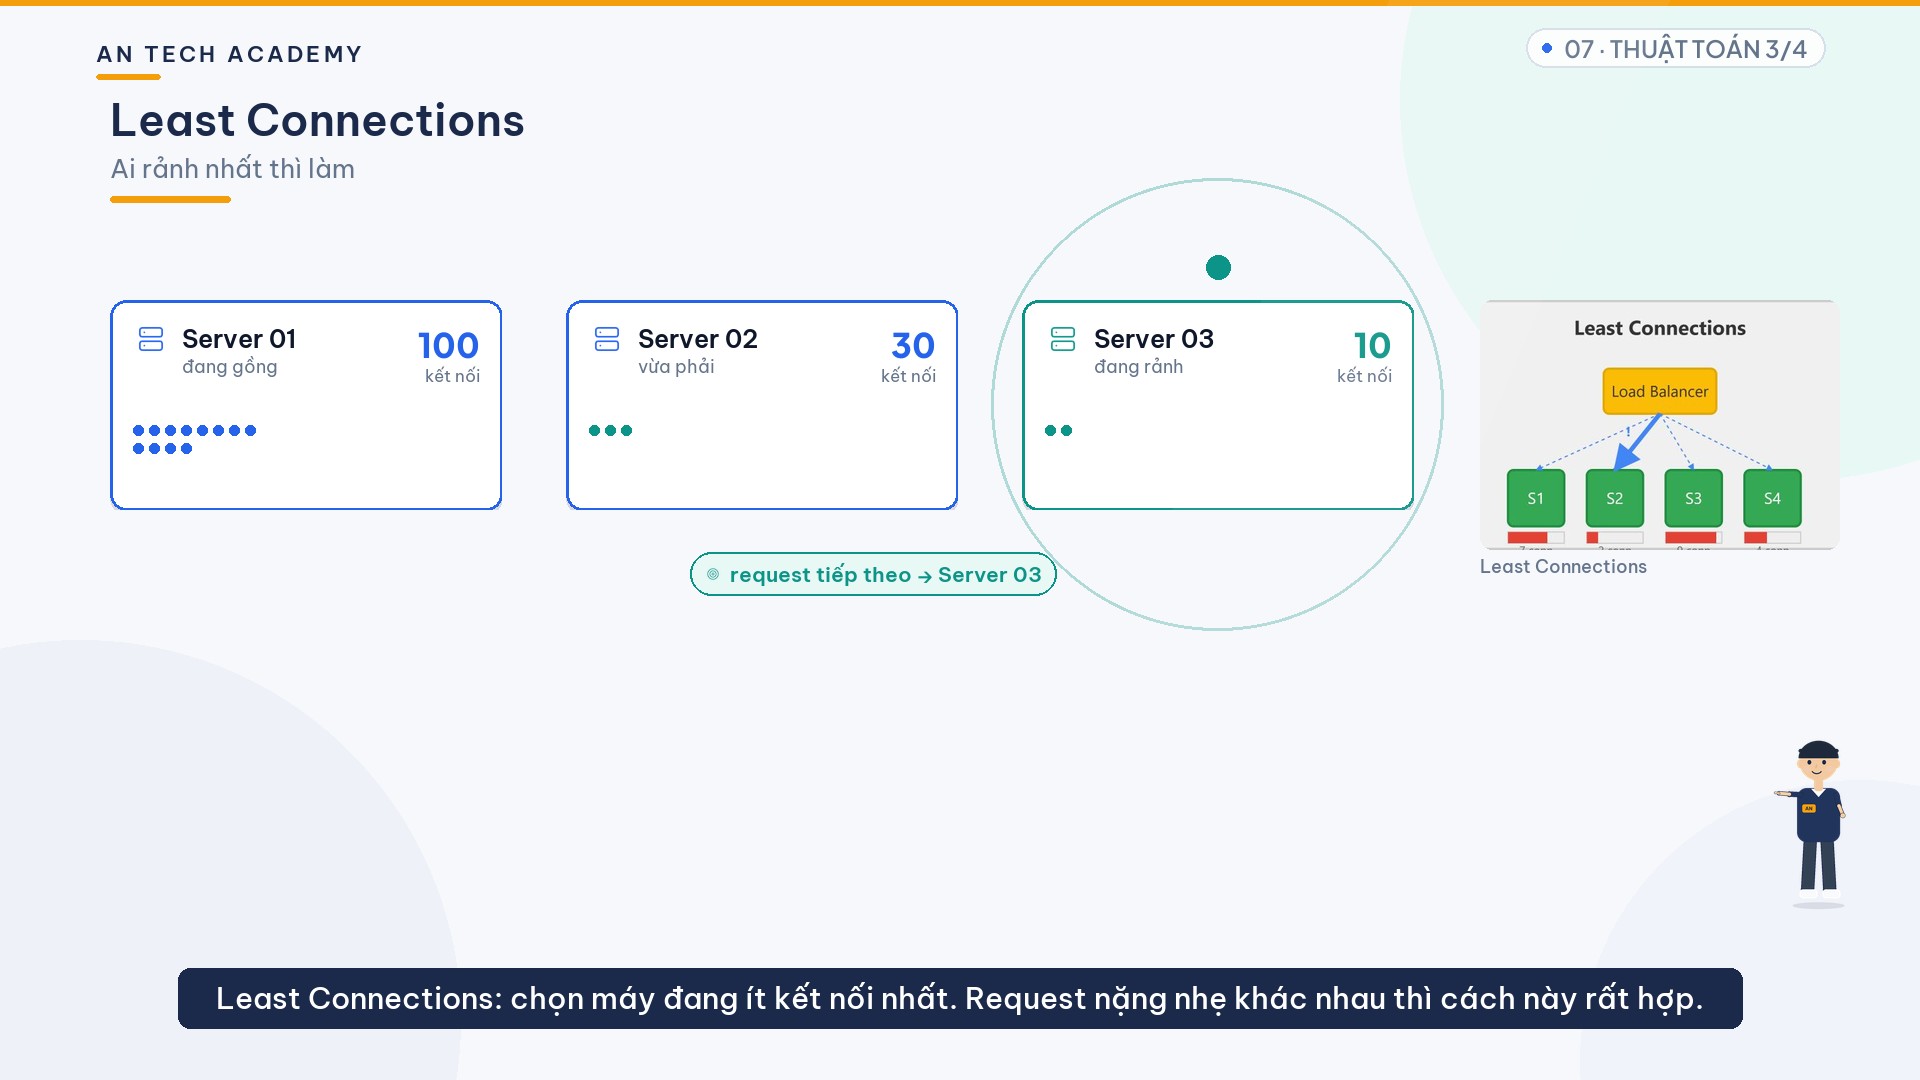 AN TECH ACADEMY
07 · THUẬT TOÁN 3/4
Least Connections
Ai rảnh nhất thì làm
Server 01
đang gồng
100
kết nối
Server 02
vừa phải
30
kết nối
Server 03
đang rảnh
10
kết nối
Least Connections
Load Balancer
S1
S2
S3
S4
Least Connections
request tiếp theo → Server 03
AN
Least Connections: chọn máy đang ít kết nối nhất. Request nặng nhẹ khác nhau thì cách này rất hợp.